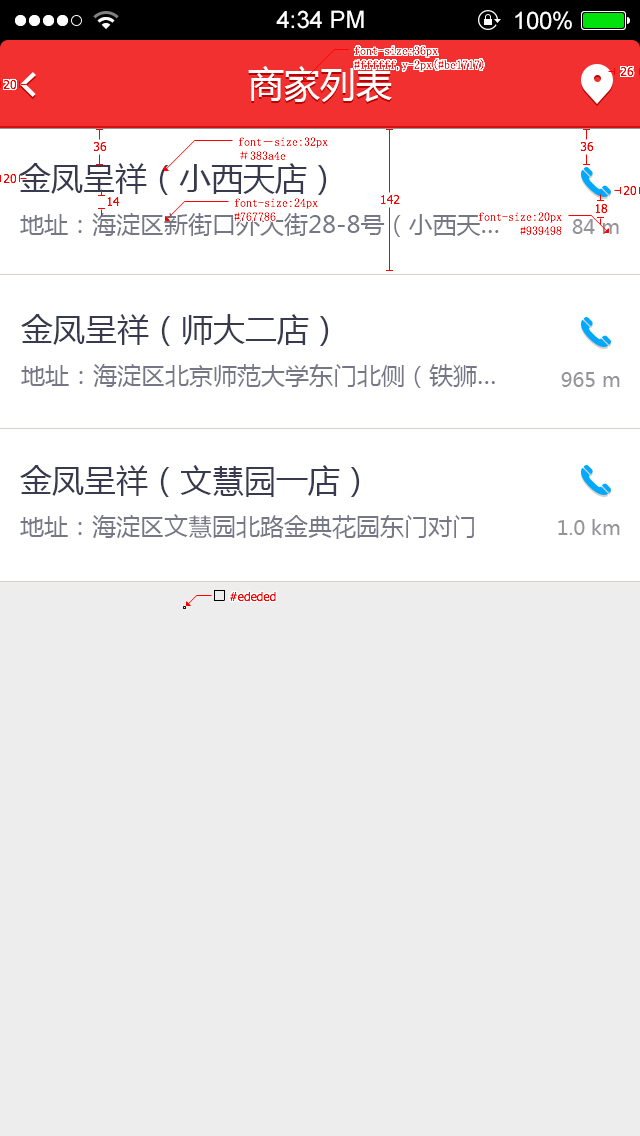 4:34 PM 100%
font-size:36px
#ffffff,y-2px(#be1717)
20 商家列表 26
36 font-size:32px 36
#383a4c
20 金凤呈祥（小西天店） 20
142
14 font-size:24px 18
#767786 font-size:20px
#939498
地址：海淀区新街口外大街28-8号（小西天... 84 m
金凤呈祥（师大二店）
地址：海淀区北京师范大学东门北侧（铁狮... 965 m
金凤呈祥（文慧园一店）
地址：海淀区文慧园北路金典花园东门对门 1.0 km
#ededed